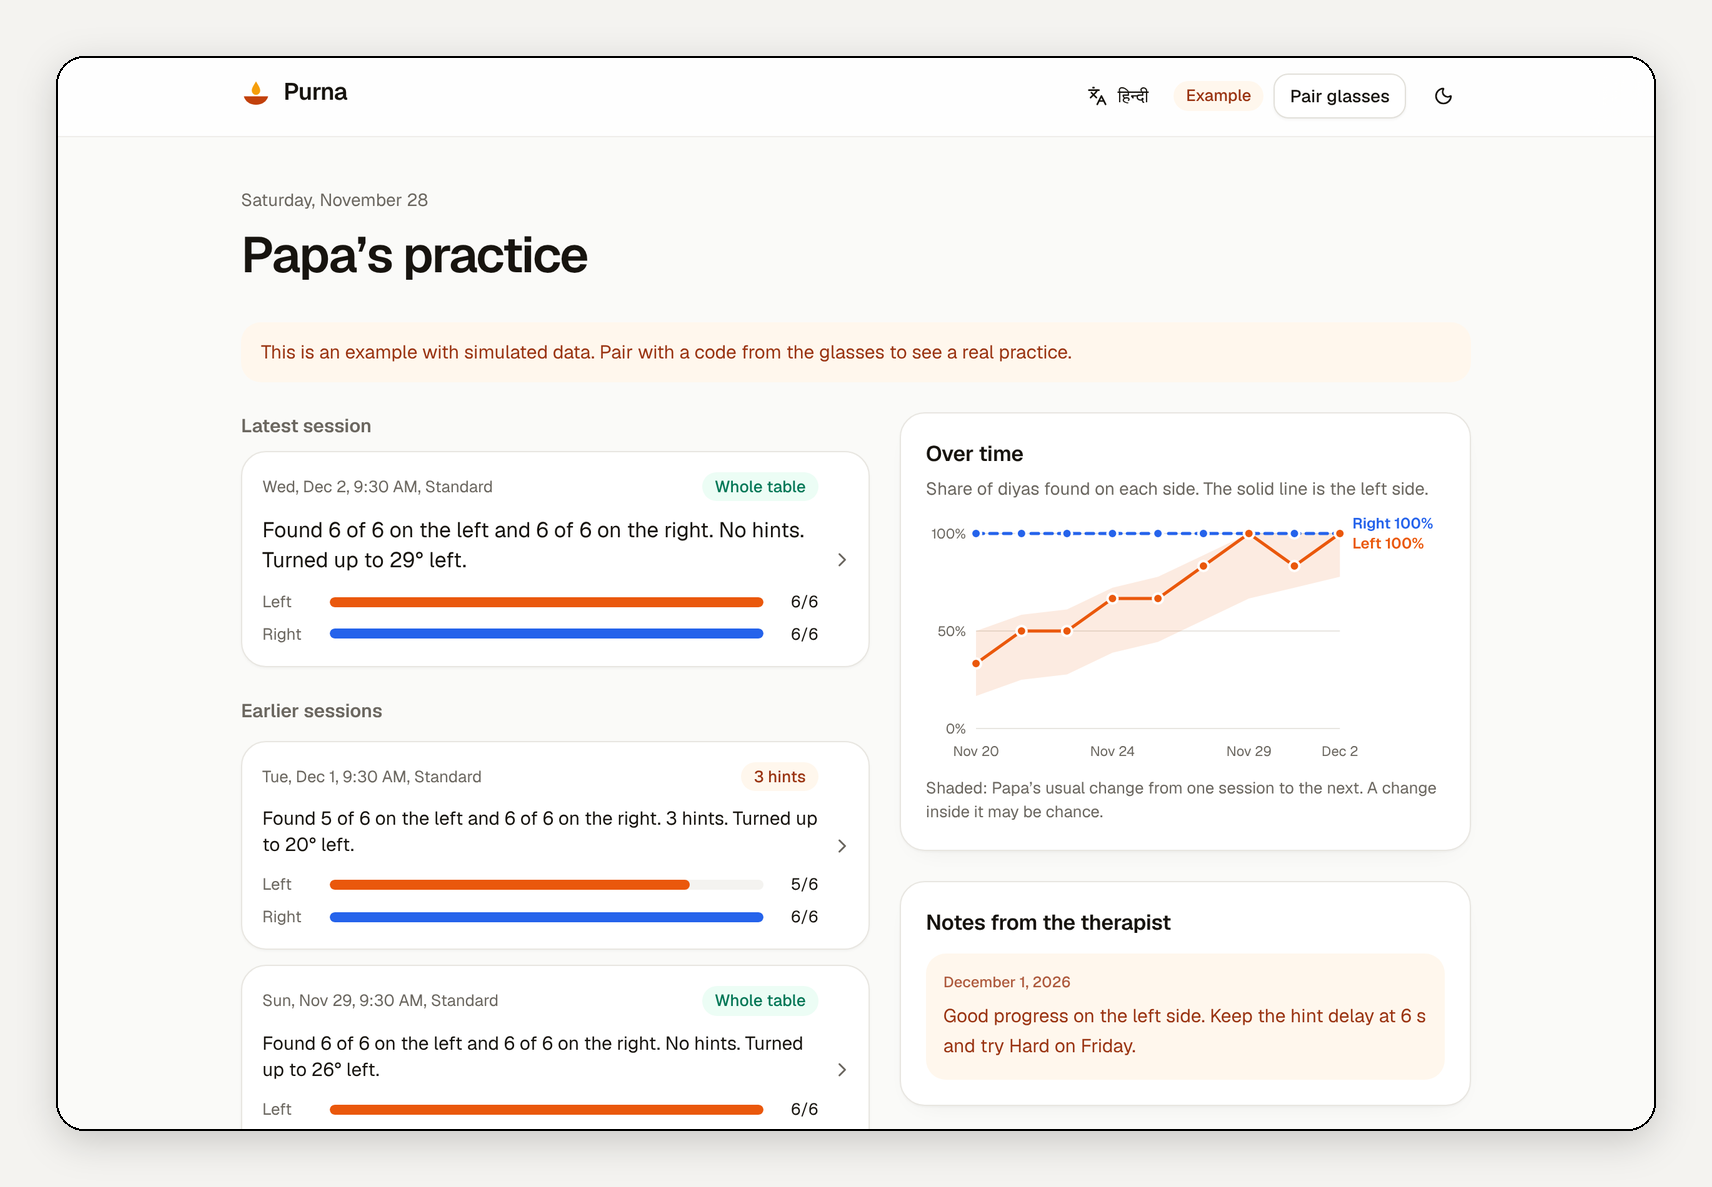 Purna
हिन्दी
Example
Pair glasses
Saturday, November 28
Papa’s practice
This is an example with simulated data. Pair with a code from the glasses to see a real practice.
Latest session
Wed, Dec 2, 9:30 AM, Standard
Whole table
Found 6 of 6 on the left and 6 of 6 on the right. No hints.
Turned up to 29° left.
Left
6/6
Right
6/6
Earlier sessions
Tue, Dec 1, 9:30 AM, Standard
3 hints
Found 5 of 6 on the left and 6 of 6 on the right. 3 hints. Turned up
to 20° left.
Left
5/6
Right
6/6
Sun, Nov 29, 9:30 AM, Standard
Whole table
Found 6 of 6 on the left and 6 of 6 on the right. No hints. Turned
up to 26° left.
Left
6/6
Over time
Share of diyas found on each side. The solid line is the left side.
100%
Right 100%
Left 100%
50%
0%
Nov 20
Nov 24
Nov 29
Dec 2
Shaded: Papa’s usual change from one session to the next. A change
inside it may be chance.
Notes from the therapist
December 1, 2026
Good progress on the left side. Keep the hint delay at 6 s
and try Hard on Friday.